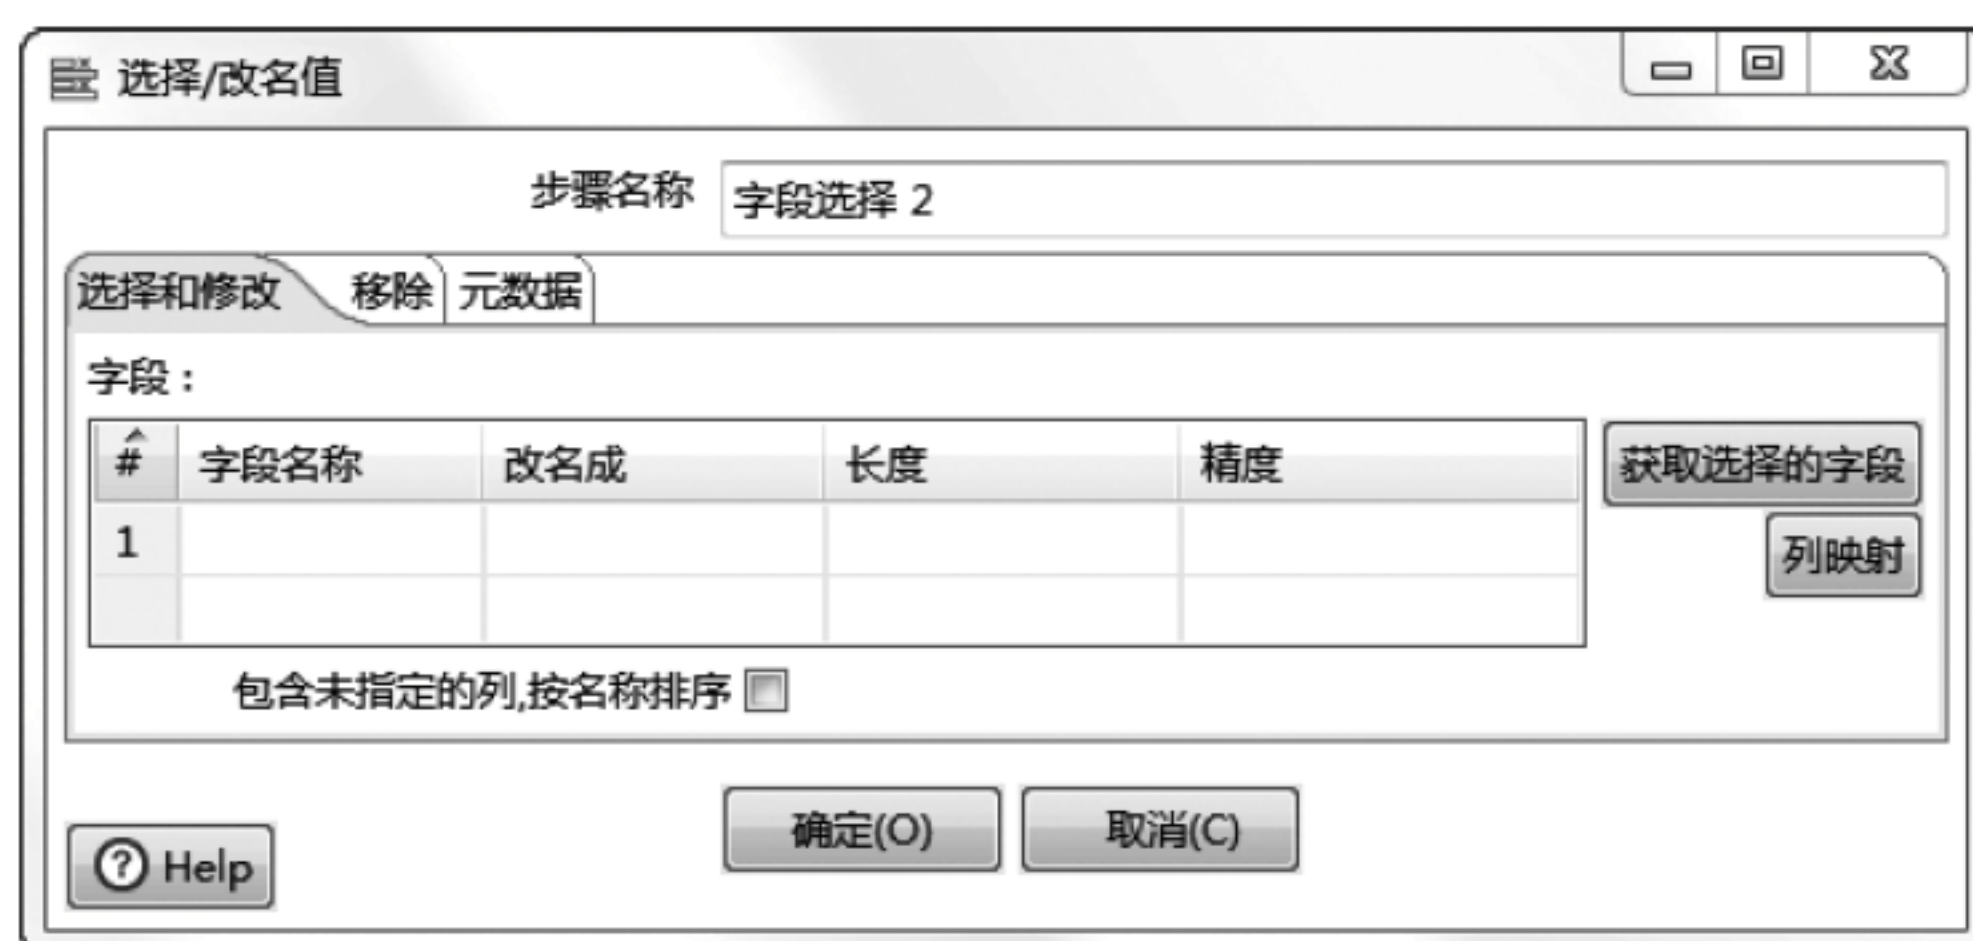 选择/改名值
步骤名称 字段选择 2
选择和修改 移除 元数据
字段：
# 字段名称 改名成 长度 精度 获取选择的字段
1
列映射
包含未指定的列,按名称排序
确定(O) 取消(C)
Help